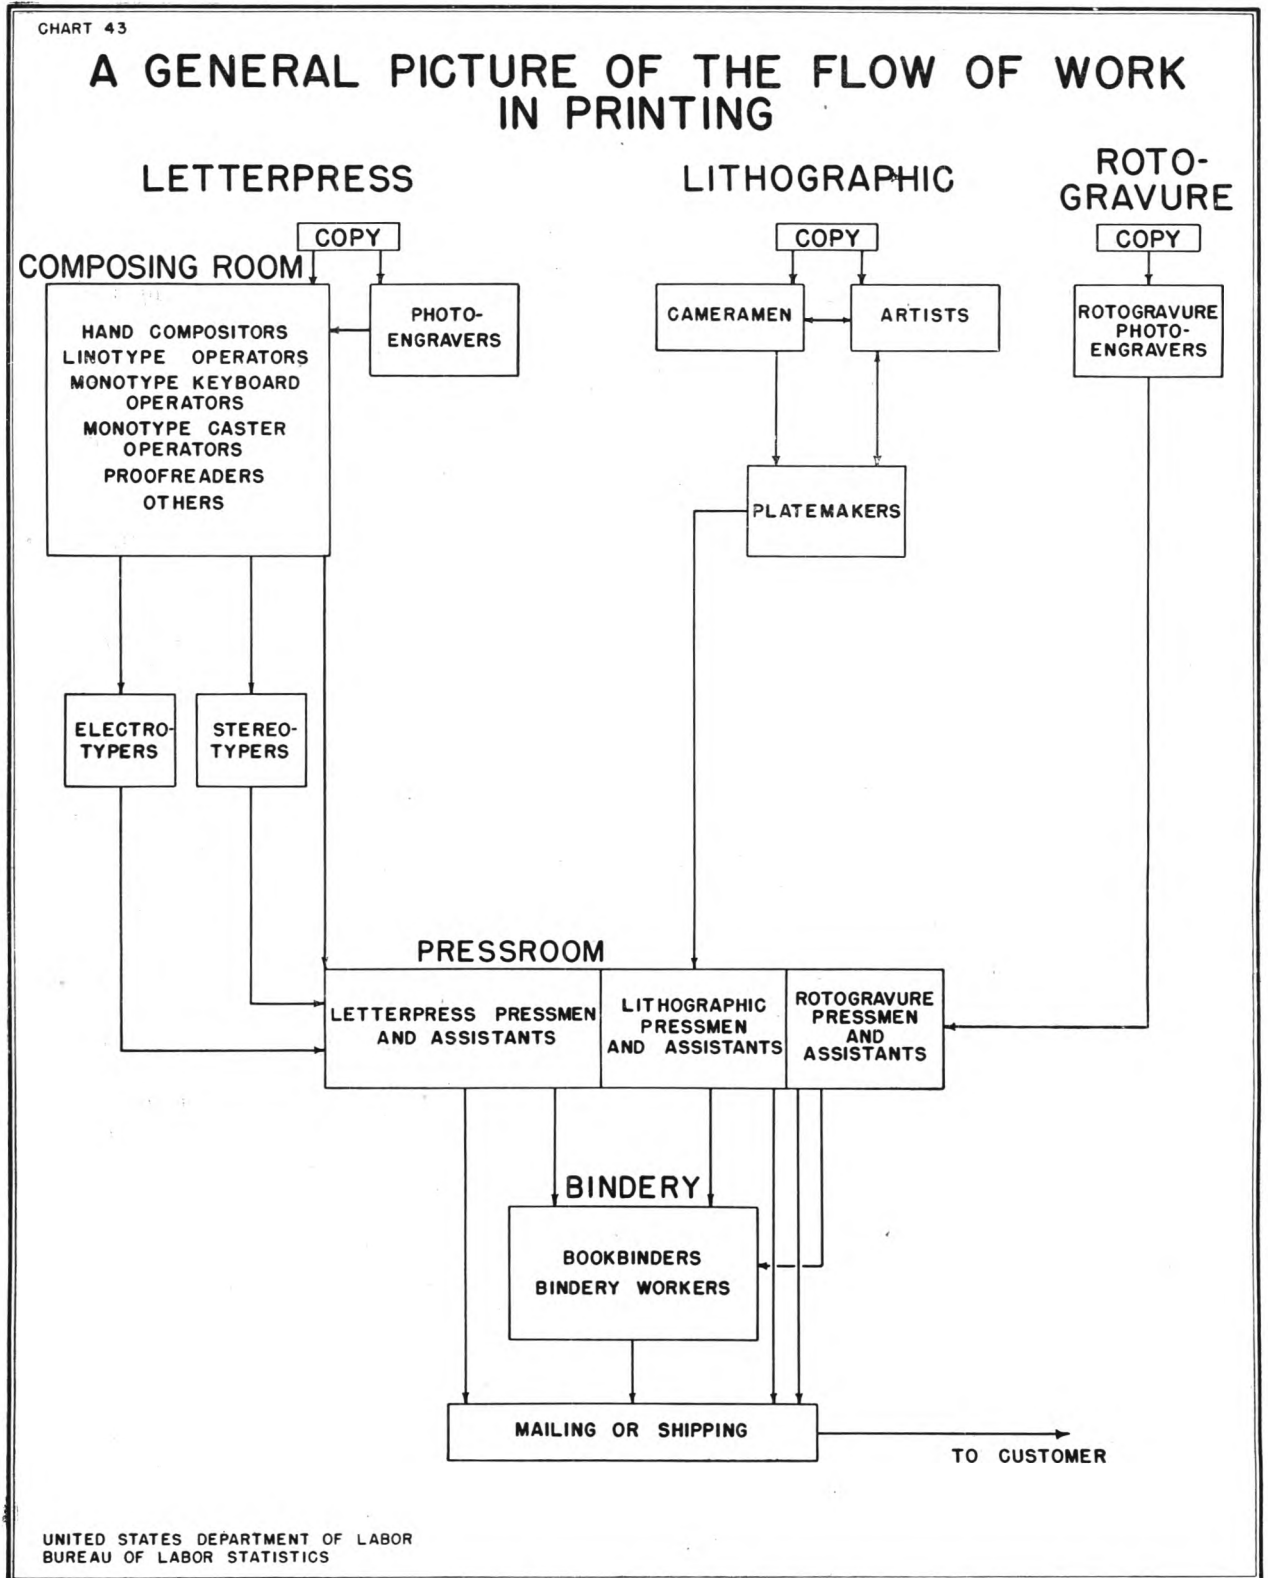 CHART 43
A GENERAL PICTURE OF THE FLOW OF WORK
IN PRINTING
LETTERPRESS
LITHOGRAPHIC
ROTO-
GRAVURE
COPY
COPY
COPY
COMPOSING ROOM
HAND COMPOSITORS
LINOTYPE OPERATORS
MONOTYPE KEYBOARD
OPERATORS
MONOTYPE CASTER
OPERATORS
PROOFREADERS
OTHERS
PHOTO-
ENGRAVERS
CAMERAMEN
ARTISTS
ROTOGRAVURE
PHOTO-
ENGRAVERS
PLATEMAKERS
ELECTRO-
TYPERS
STEREO-
TYPERS
PRESSROOM
LETTERPRESS PRESSMEN
AND ASSISTANTS
LITHOGRAPHIC
PRESSMEN
AND ASSISTANTS
ROTOGRAVURE
PRESSMEN
AND
ASSISTANTS
BINDERY
BOOKBINDERS
BINDERY WORKERS
MAILING OR SHIPPING
TO CUSTOMER
UNITED STATES DEPARTMENT OF LABOR
BUREAU OF LABOR STATISTICS